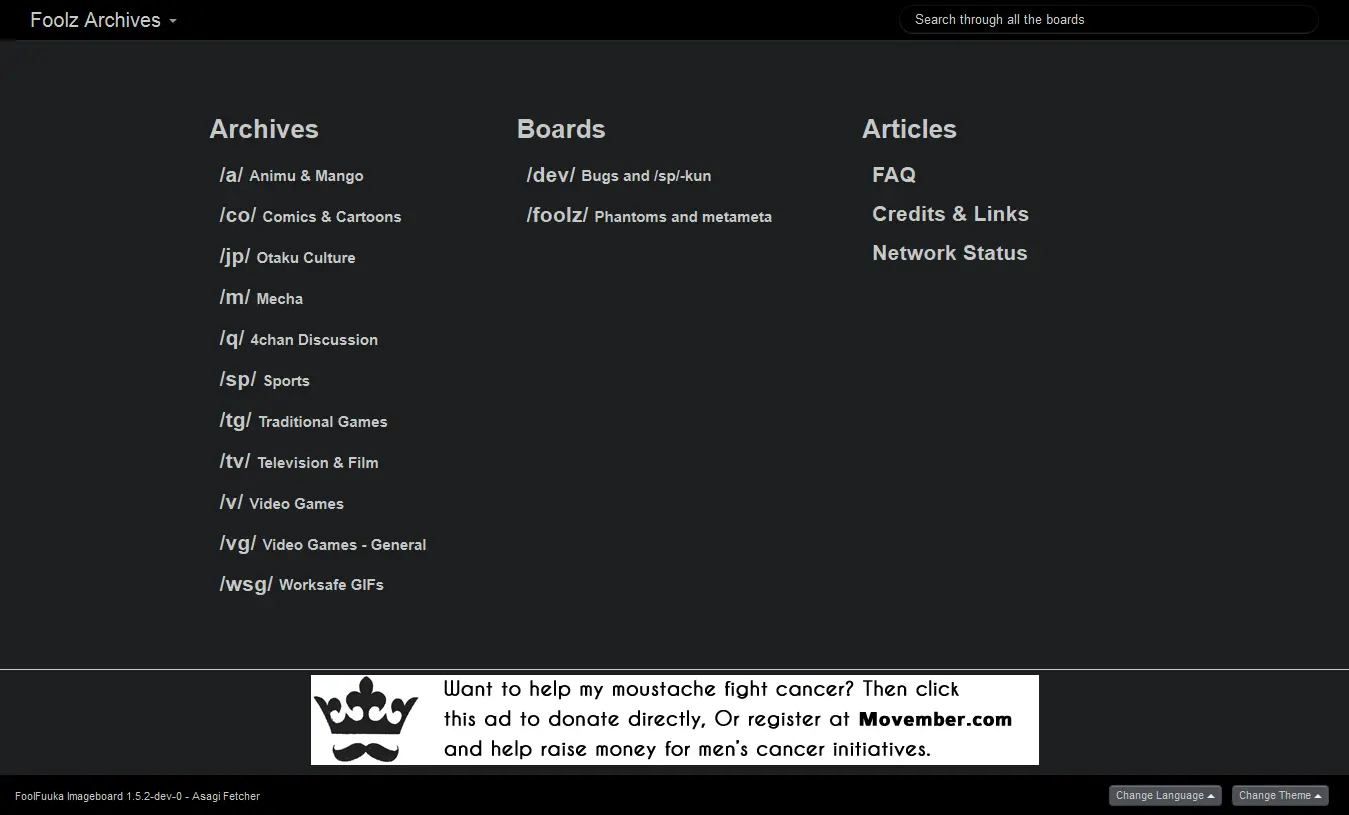 Foolz Archives
Search through all the boards
Archives
/a/ Animu & Mango
/co/ Comics & Cartoons
/jp/ Otaku Culture
/m/ Mecha
/q/ 4chan Discussion
/sp/ Sports
/tg/ Traditional Games
/tv/ Television & Film
/v/ Video Games
/vg/ Video Games - General
/wsg/ Worksafe GIFs
Boards
/dev/ Bugs and /sp/-kun
/foolz/ Phantoms and metameta
Articles
FAQ
Credits & Links
Network Status
Want to help my moustache fight cancer? Then click
this ad to donate directly, Or register at Movember.com
and help raise money for men's cancer initiatives.
FoolFuuka Imageboard 1.5.2-dev-0 - Asagi Fetcher
Change Language
Change Theme